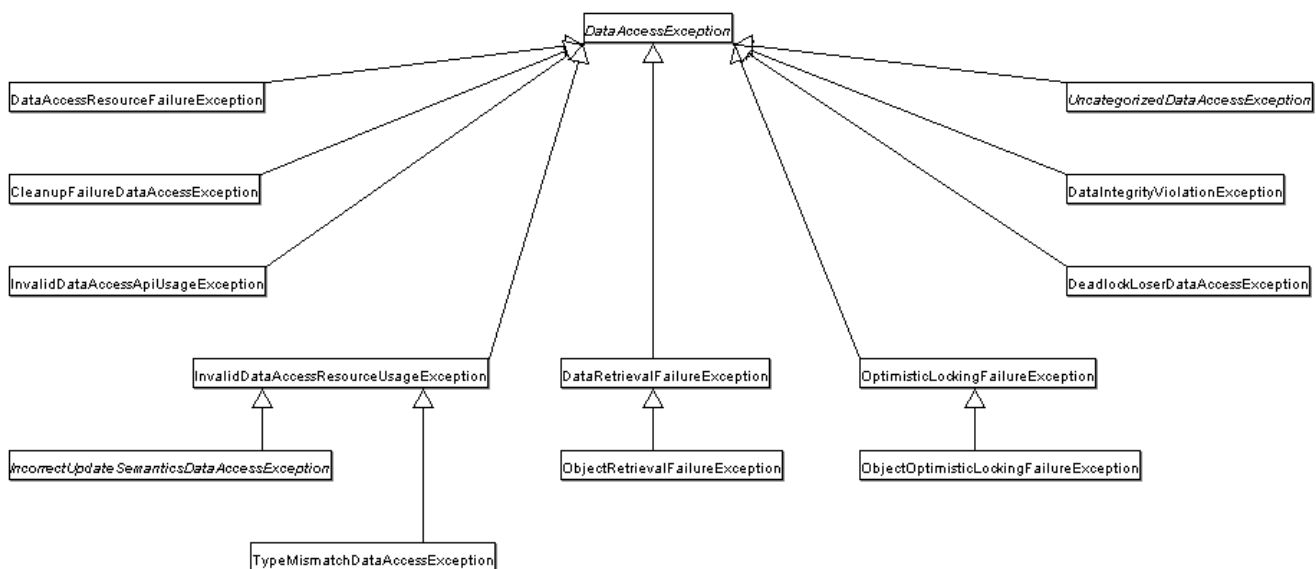 DataAccessException
DataAccessResourceFailureException
UncategorizedDataAccessException
CleanupFailureDataAccessException
DataIntegrityViolationException
InvalidDataAccessApiUsageException
DeadlockLoserDataAccessException
InvalidDataAccessResourceUsageException
DataRetrievalFailureException
OptimisticLockingFailureException
IncorrectUpdateSemanticsDataAccessException
ObjectRetrievalFailureException
ObjectOptimisticLockingFailureException
TypeMismatchDataAccessException